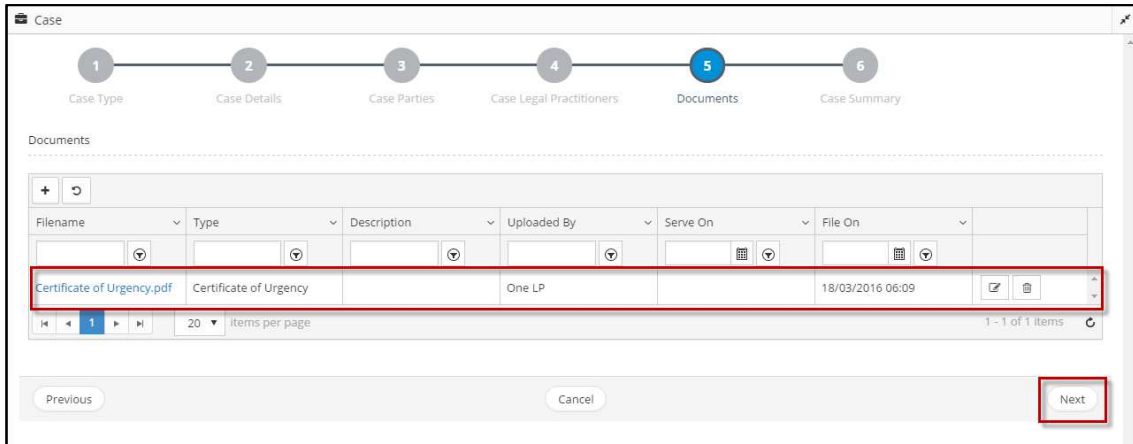 Case
1 2 3 4 5 6
Case Type Case Details Case Parties Case Legal Practitioners Documents Case Summary
Documents
+
Filename Type Description Uploaded By Serve On File On
Certificate of Urgency.pdf Certificate of Urgency One LP 18/03/2016 06:09
1 20 items per page 1 - 1 of 1 items
Previous Cancel Next